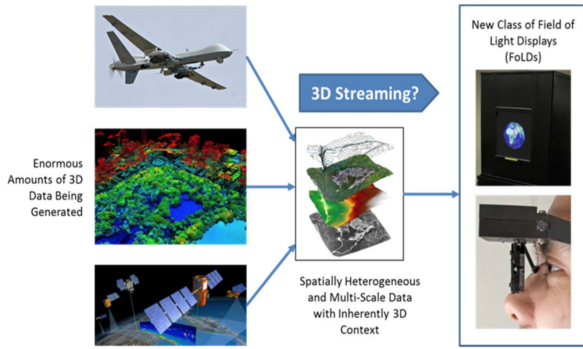 Enormous
Amounts of 3D
Data Being
Generated
3D Streaming?
Spatially Heterogeneous
and Multi-Scale Data
with Inherently 3D
Context
New Class of Field of
Light Displays
(FoLDs)